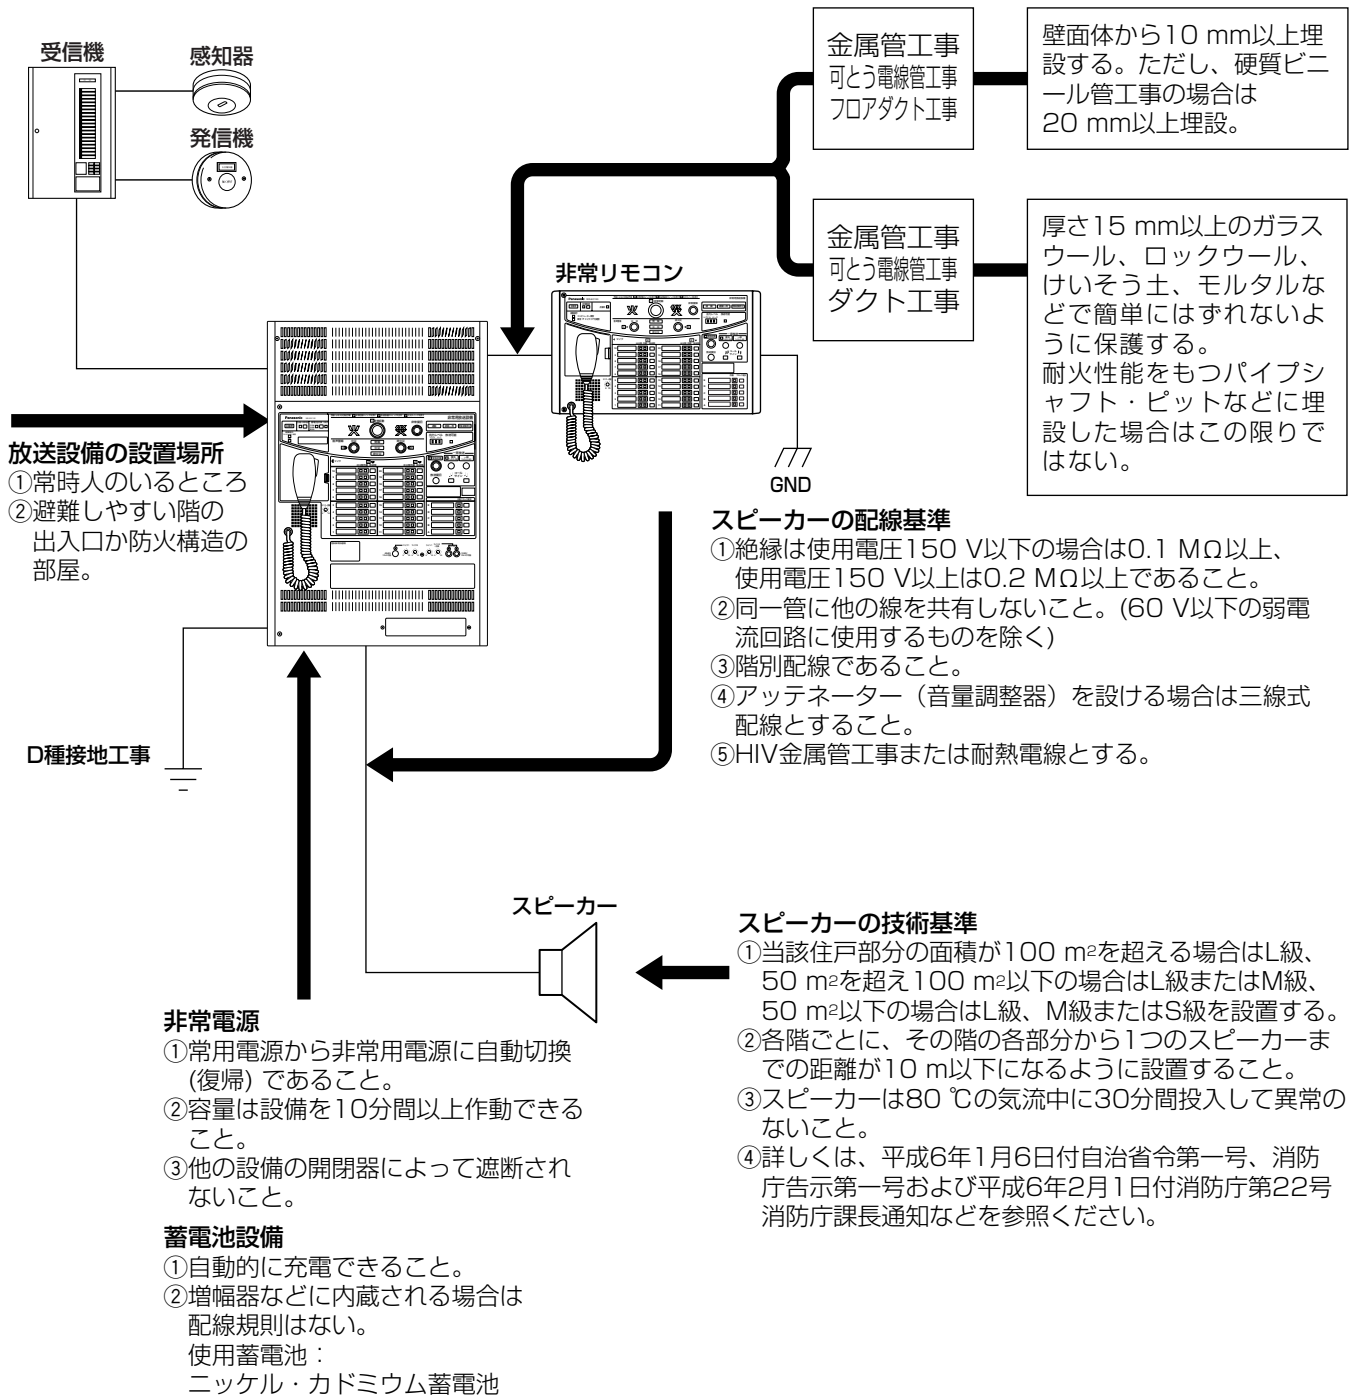 受信機
感知器
発信機
金属管工事
可とう電線管工事
フロアダクト工事
壁面体から10 mm以上埋
設する。ただし、硬質ビニ
ール管工事の場合は
20 mm以上埋設。
金属管工事
可とう電線管工事
ダクト工事
厚さ15 mm以上のガラス
ウール、ロックウール、
けいそう土、モルタルな
どで簡単にはずれないよ
うに保護する。
耐火性能をもつパイプシ
ャフト・ピットなどに埋
設した場合はこの限りで
はない。
非常リモコン
Panasonic
GND
Panasonic
放送設備の設置場所
①常時人のいるところ
②避難しやすい階の
出入口か防火構造の
部屋。
D種接地工事
スピーカーの配線基準
①絶縁は使用電圧150 V以下の場合は0.1 MΩ以上、
使用電圧150 V以上は0.2 MΩ以上であること。
②同一管に他の線を共有しないこと。(60 V以下の弱電
流回路に使用するものを除く)
③階別配線であること。
④アッテネーター（音量調整器）を設ける場合は三線式
配線とすること。
⑤HIV金属管工事または耐熱電線とする。
スピーカー
スピーカーの技術基準
①当該住戸部分の面積が100 m²を超える場合はL級、
50 m²を超え100 m²以下の場合はL級またはM級、
50 m²以下の場合はL級、M級またはS級を設置する。
②各階ごとに、その階の各部分から1つのスピーカーま
での距離が10 m以下になるように設置すること。
③スピーカーは80 ℃の気流中に30分間投入して異常の
ないこと。
④詳しくは、平成6年1月6日付自治省令第一号、消防
庁告示第一号および平成6年2月1日付消防庁第22号
消防庁課長通知などを参照ください。
非常電源
①常用電源から非常用電源に自動切換
(復帰) であること。
②容量は設備を10分間以上作動できる
こと。
③他の設備の開閉器によって遮断され
ないこと。
蓄電池設備
①自動的に充電できること。
②増幅器などに内蔵される場合は
配線規則はない。
使用蓄電池：
ニッケル・カドミウム蓄電池